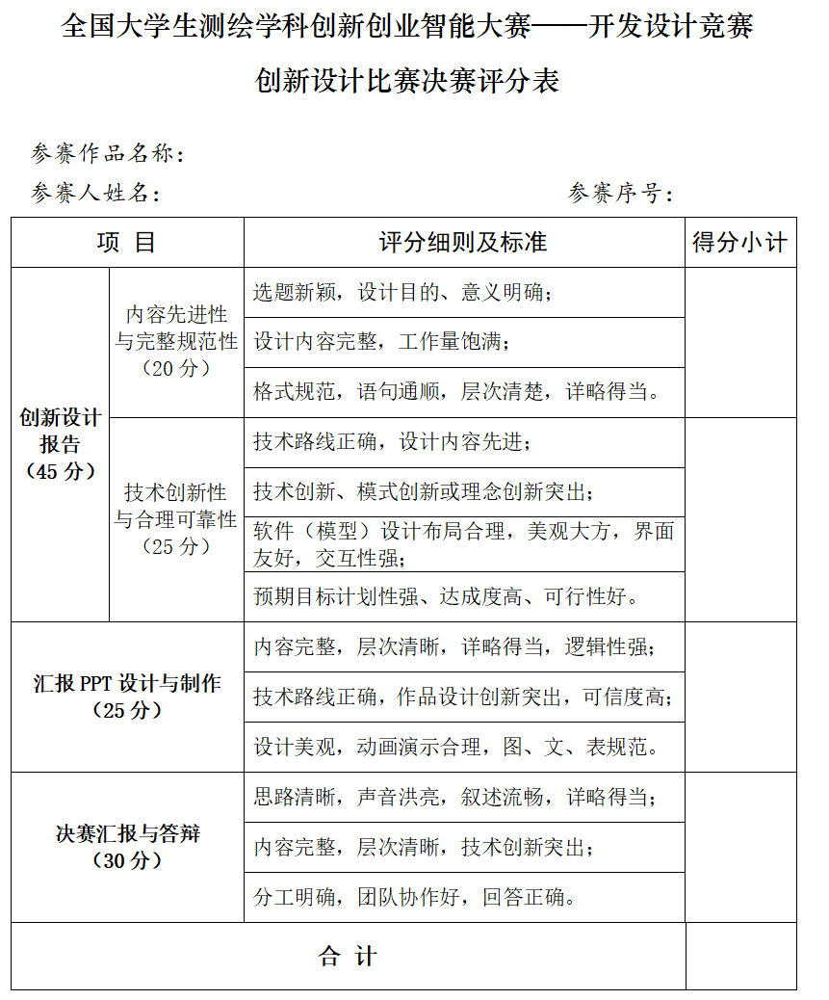 全国大学生测绘学科创新创业智能大赛——开发设计竞赛
创新设计比赛决赛评分表
参赛作品名称：
参赛人姓名： 参赛序号：
项 目 评分细则及标准 得分小计
创新设计
报告
（45 分）
内容先进性
与完整规范性
（20 分）
选题新颖，设计目的、意义明确；
设计内容完整，工作量饱满；
格式规范，语句通顺，层次清楚，详略得当。
技术创新性
与合理可靠性
（25 分）
技术路线正确，设计内容先进；
技术创新、模式创新或理念创新突出；
软件（模型）设计布局合理，美观大方，界面
友好，交互性强；
预期目标计划性强、达成度高、可行性好。
汇报 PPT 设计与制作
（25 分）
内容完整，层次清晰，详略得当，逻辑性强；
技术路线正确，作品设计创新突出，可信度高；
设计美观，动画演示合理，图、文、表规范。
决赛汇报与答辩
（30 分）
思路清晰，声音洪亮，叙述流畅，详略得当；
内容完整，层次清晰，技术创新突出；
分工明确，团队协作好，回答正确。
合 计